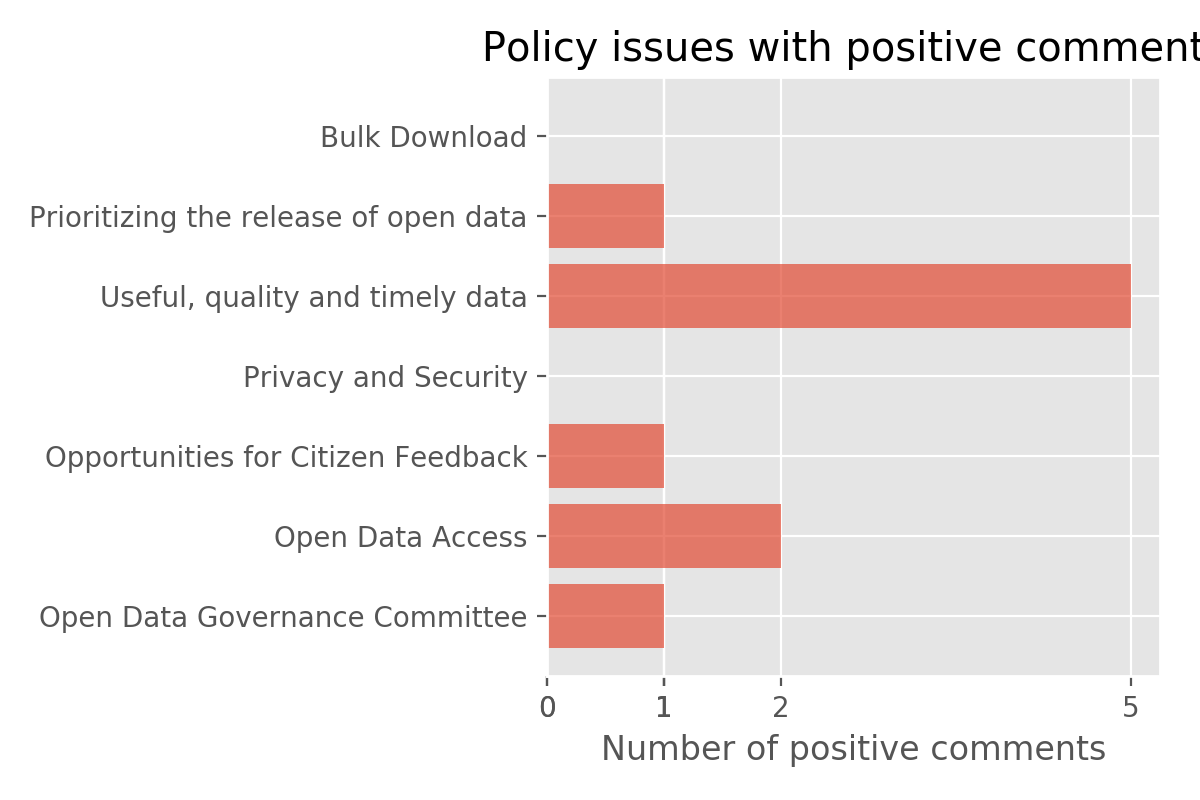 Policy issues with positive comment
Bulk Download
Prioritizing the release of open data
Useful, quality and timely data
Privacy and Security
Opportunities for Citizen Feedback
Open Data Access
Open Data Governance Committee
0 1 2 5
Number of positive comments